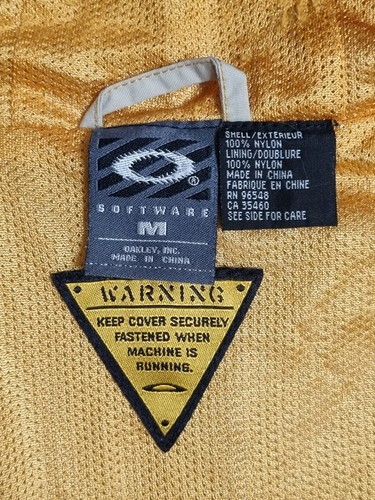 ®
SOFTWARE
M
OAKLEY, INC.
MADE IN CHINA
SHELL/EXTÉRIEUR
100% NYLON
LINING/DOUBLURE
100% NYLON
MADE IN CHINA
FABRIQUE EN CHINE
RN 96548
CA 35460
SEE SIDE FOR CARE
WARNING
KEEP COVER SECURELY
FASTENED WHEN
MACHINE IS
RUNNING.